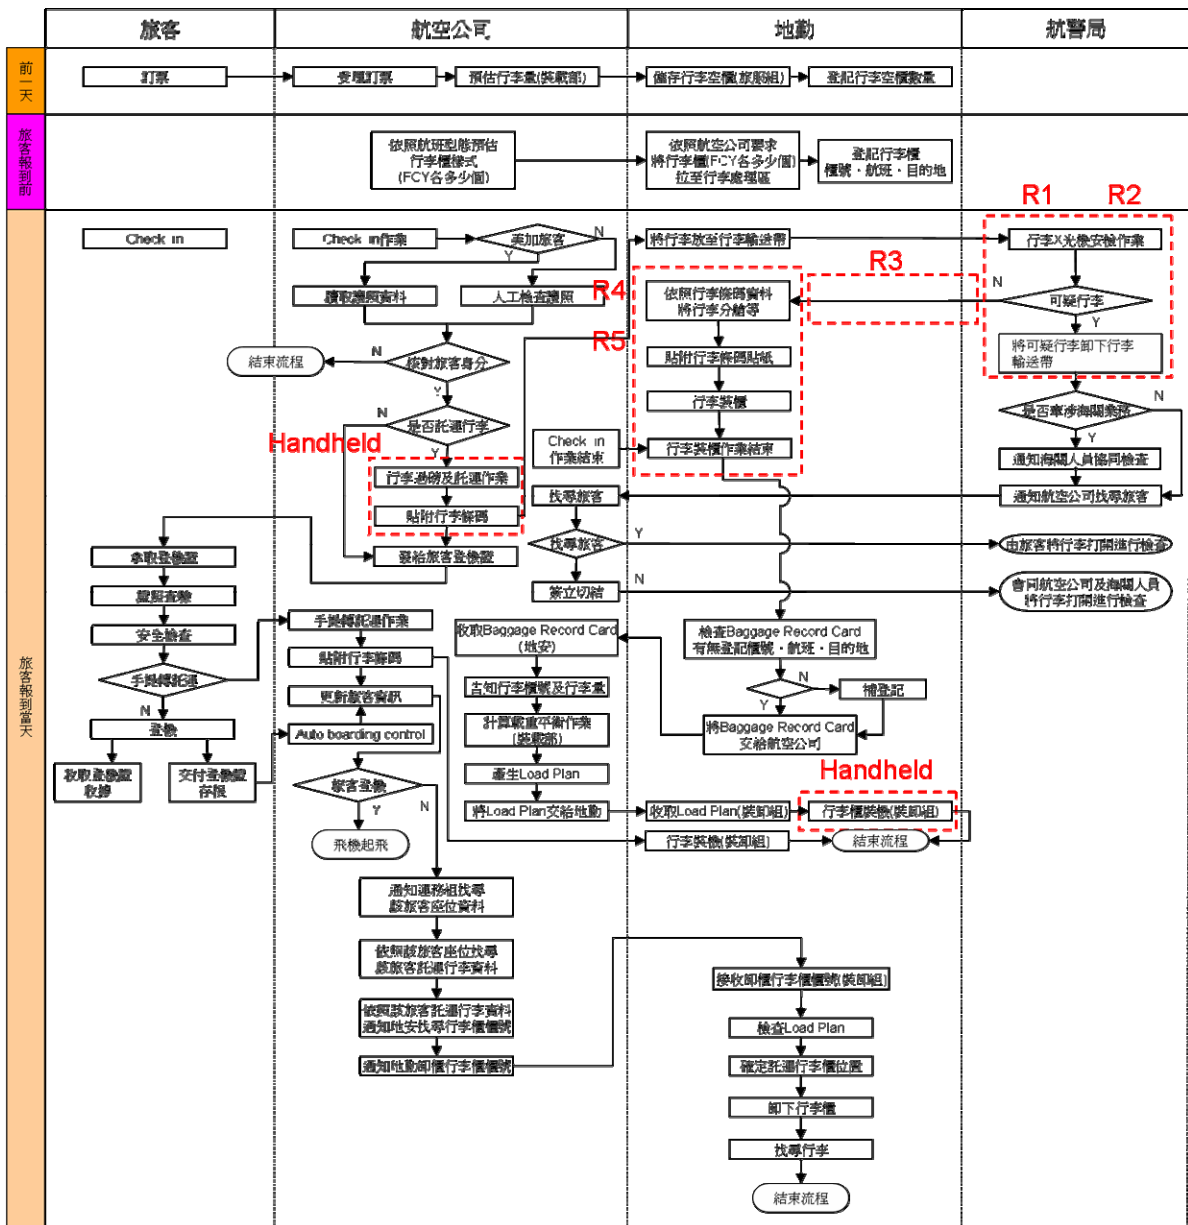 旅客
航空公司
地勤
航警局
前一天
訂票
受理訂票
預估行李量(裝載部)
儲存行李空櫃(旅服組)
登記行李空櫃數量
旅客報到前
依照航班型態預估
行李櫃樣式
(FCY各多少個)
依照航空公司要求
將行李櫃(FCY各多少個)
拉至行李處理區
登記行李櫃
櫃號、航班、目的地
旅客報到當天
R1
R2
Check in
Check in作業
美加旅客
N
Y
將行李放至行李輸送帶
行李X光機安檢作業
讀取護照資料
人工檢查護照
R4
R3
依照行李條碼資料
將行李分艙等
N
可疑行李
Y
R5
結束流程
N
核對旅客身分
Y
貼附行李條碼貼紙
將可疑行李卸下行李
輸送帶
N
是否託運行李
Y
行李裝櫃
是否牽涉海關業務
N
Y
Handheld
Check in
作業結束
行李裝櫃作業結束
行李過磅及託運作業
通知海關人員協同檢查
貼附行李條碼
找尋旅客
通知航空公司找尋旅客
拿取登機證
發給旅客登機證
找尋旅客
Y
由旅客將行李打開進行檢查
證照查驗
簽立切結
N
會同航空公司及海關人員
將行李打開進行檢查
安全檢查
手提轉託運作業
收取Baggage Record Card
(地安)
檢查Baggage Record Card
有無登記櫃號、航班、目的地
手提轉託運
貼附行李條碼
N
更新旅客資訊
告知行李櫃號及行李量
N
補登記
Y
登機
Auto boarding control
計算載重平衡作業
(裝載部)
將Baggage Record Card
交給航空公司
收取登機證
收據
交付登機證
存根
旅客登機
N
Y
產生Load Plan
Handheld
將Load Plan交給地勤
收取Load Plan(裝卸組)
行李櫃裝機(裝卸組)
飛機起飛
行李裝機(裝卸組)
結束流程
通知運務組找尋
該旅客座位資料
依照該旅客座位找尋
該旅客託運行李資料
接收卸櫃行李櫃櫃號(裝卸組)
依照該旅客託運行李資料
通知地安找尋行李櫃櫃號
檢查Load Plan
通知地勤卸櫃行李櫃櫃號
確定託運行李櫃位置
卸下行李櫃
找尋行李
結束流程